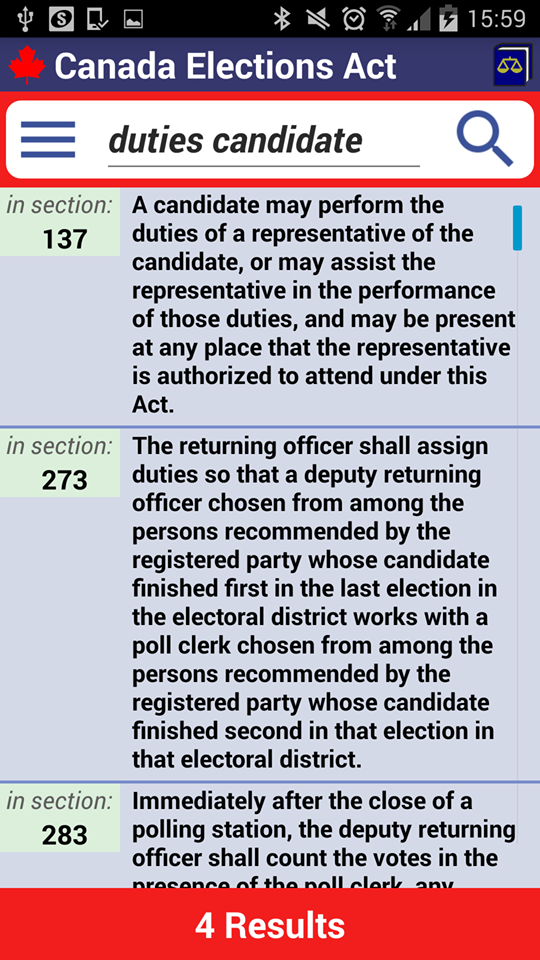 15:59
Canada Elections Act
duties candidate
in section:
137
A candidate may perform the
duties of a representative of the
candidate, or may assist the
representative in the performance
of those duties, and may be present
at any place that the representative
is authorized to attend under this
Act.
in section:
273
The returning officer shall assign
duties so that a deputy returning
officer chosen from among the
persons recommended by the
registered party whose candidate
finished first in the last election in
the electoral district works with a
poll clerk chosen from among the
persons recommended by the
registered party whose candidate
finished second in that election in
that electoral district.
in section:
283
Immediately after the close of a
polling station, the deputy returning
officer shall count the votes in the
presence of the poll clerk, any
4 Results